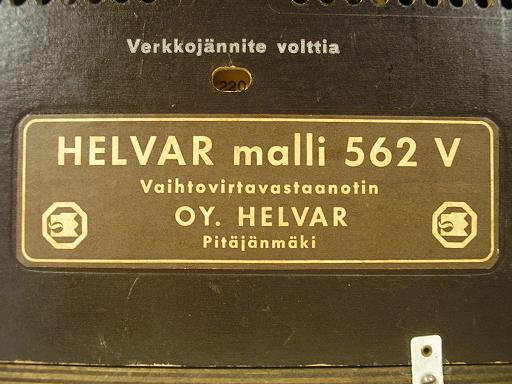 Verkkojännite volttia
220
HELVAR malli 562 V
Vaihtovirtavastaanotin
OY. HELVAR
Pitäjänmäki